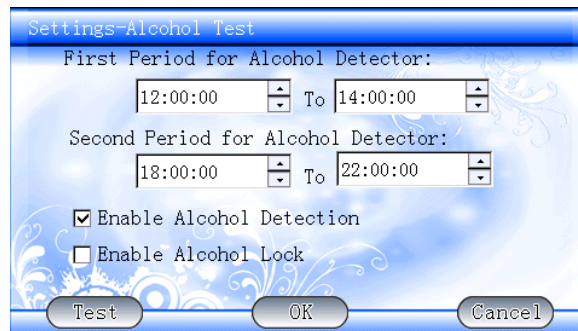 Settings-Alcohol Test
First Period for Alcohol Detector:
12:00:00 To 14:00:00
Second Period for Alcohol Detector:
18:00:00 To 22:00:00
Enable Alcohol Detection
Enable Alcohol Lock
Test OK Cancel